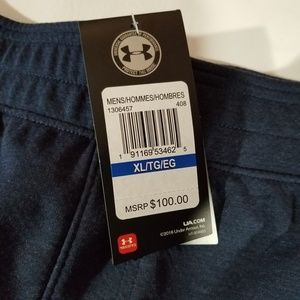 MENS/HOMMES/HOMBRES
1306457 408
1 91169 53462 5
XL/TG/EG
MSRP $100.00
UA.COM
©2018 Under Armour, Inc.